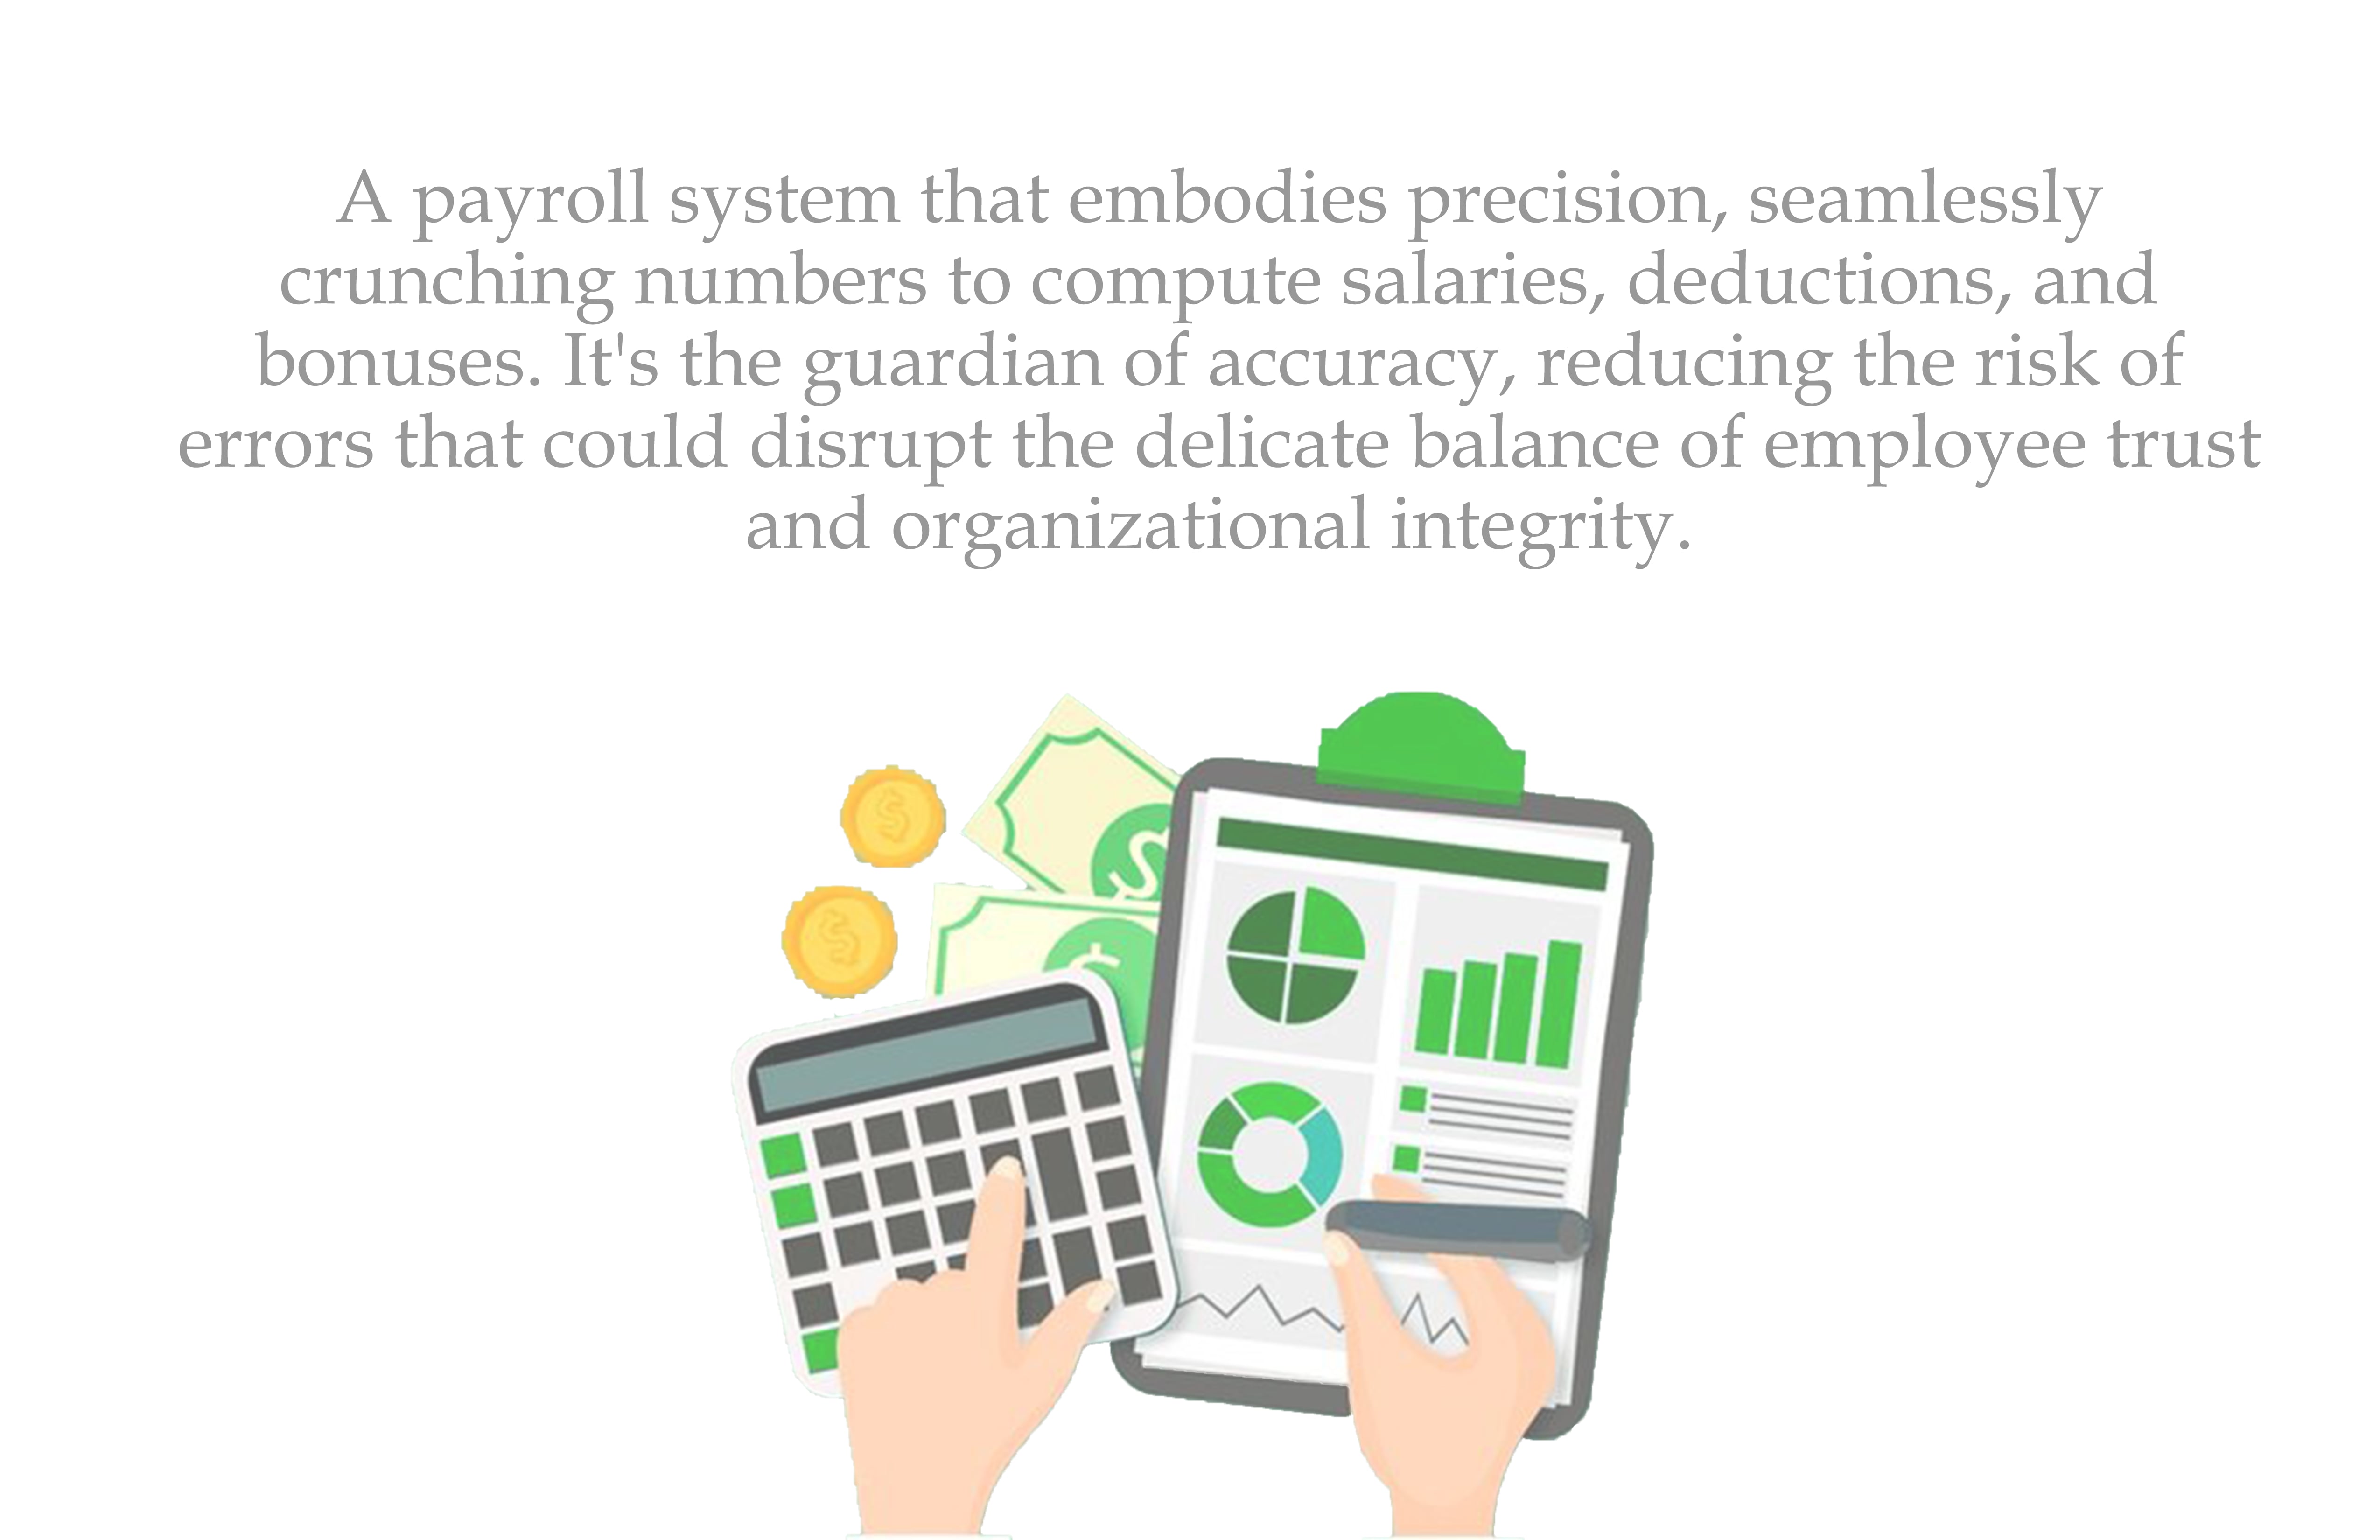 A payroll system that embodies precision, seamlessly
crunching numbers to compute salaries, deductions, and
bonuses. It's the guardian of accuracy, reducing the risk of
errors that could disrupt the delicate balance of employee trust
and organizational integrity.
$
$
$
$